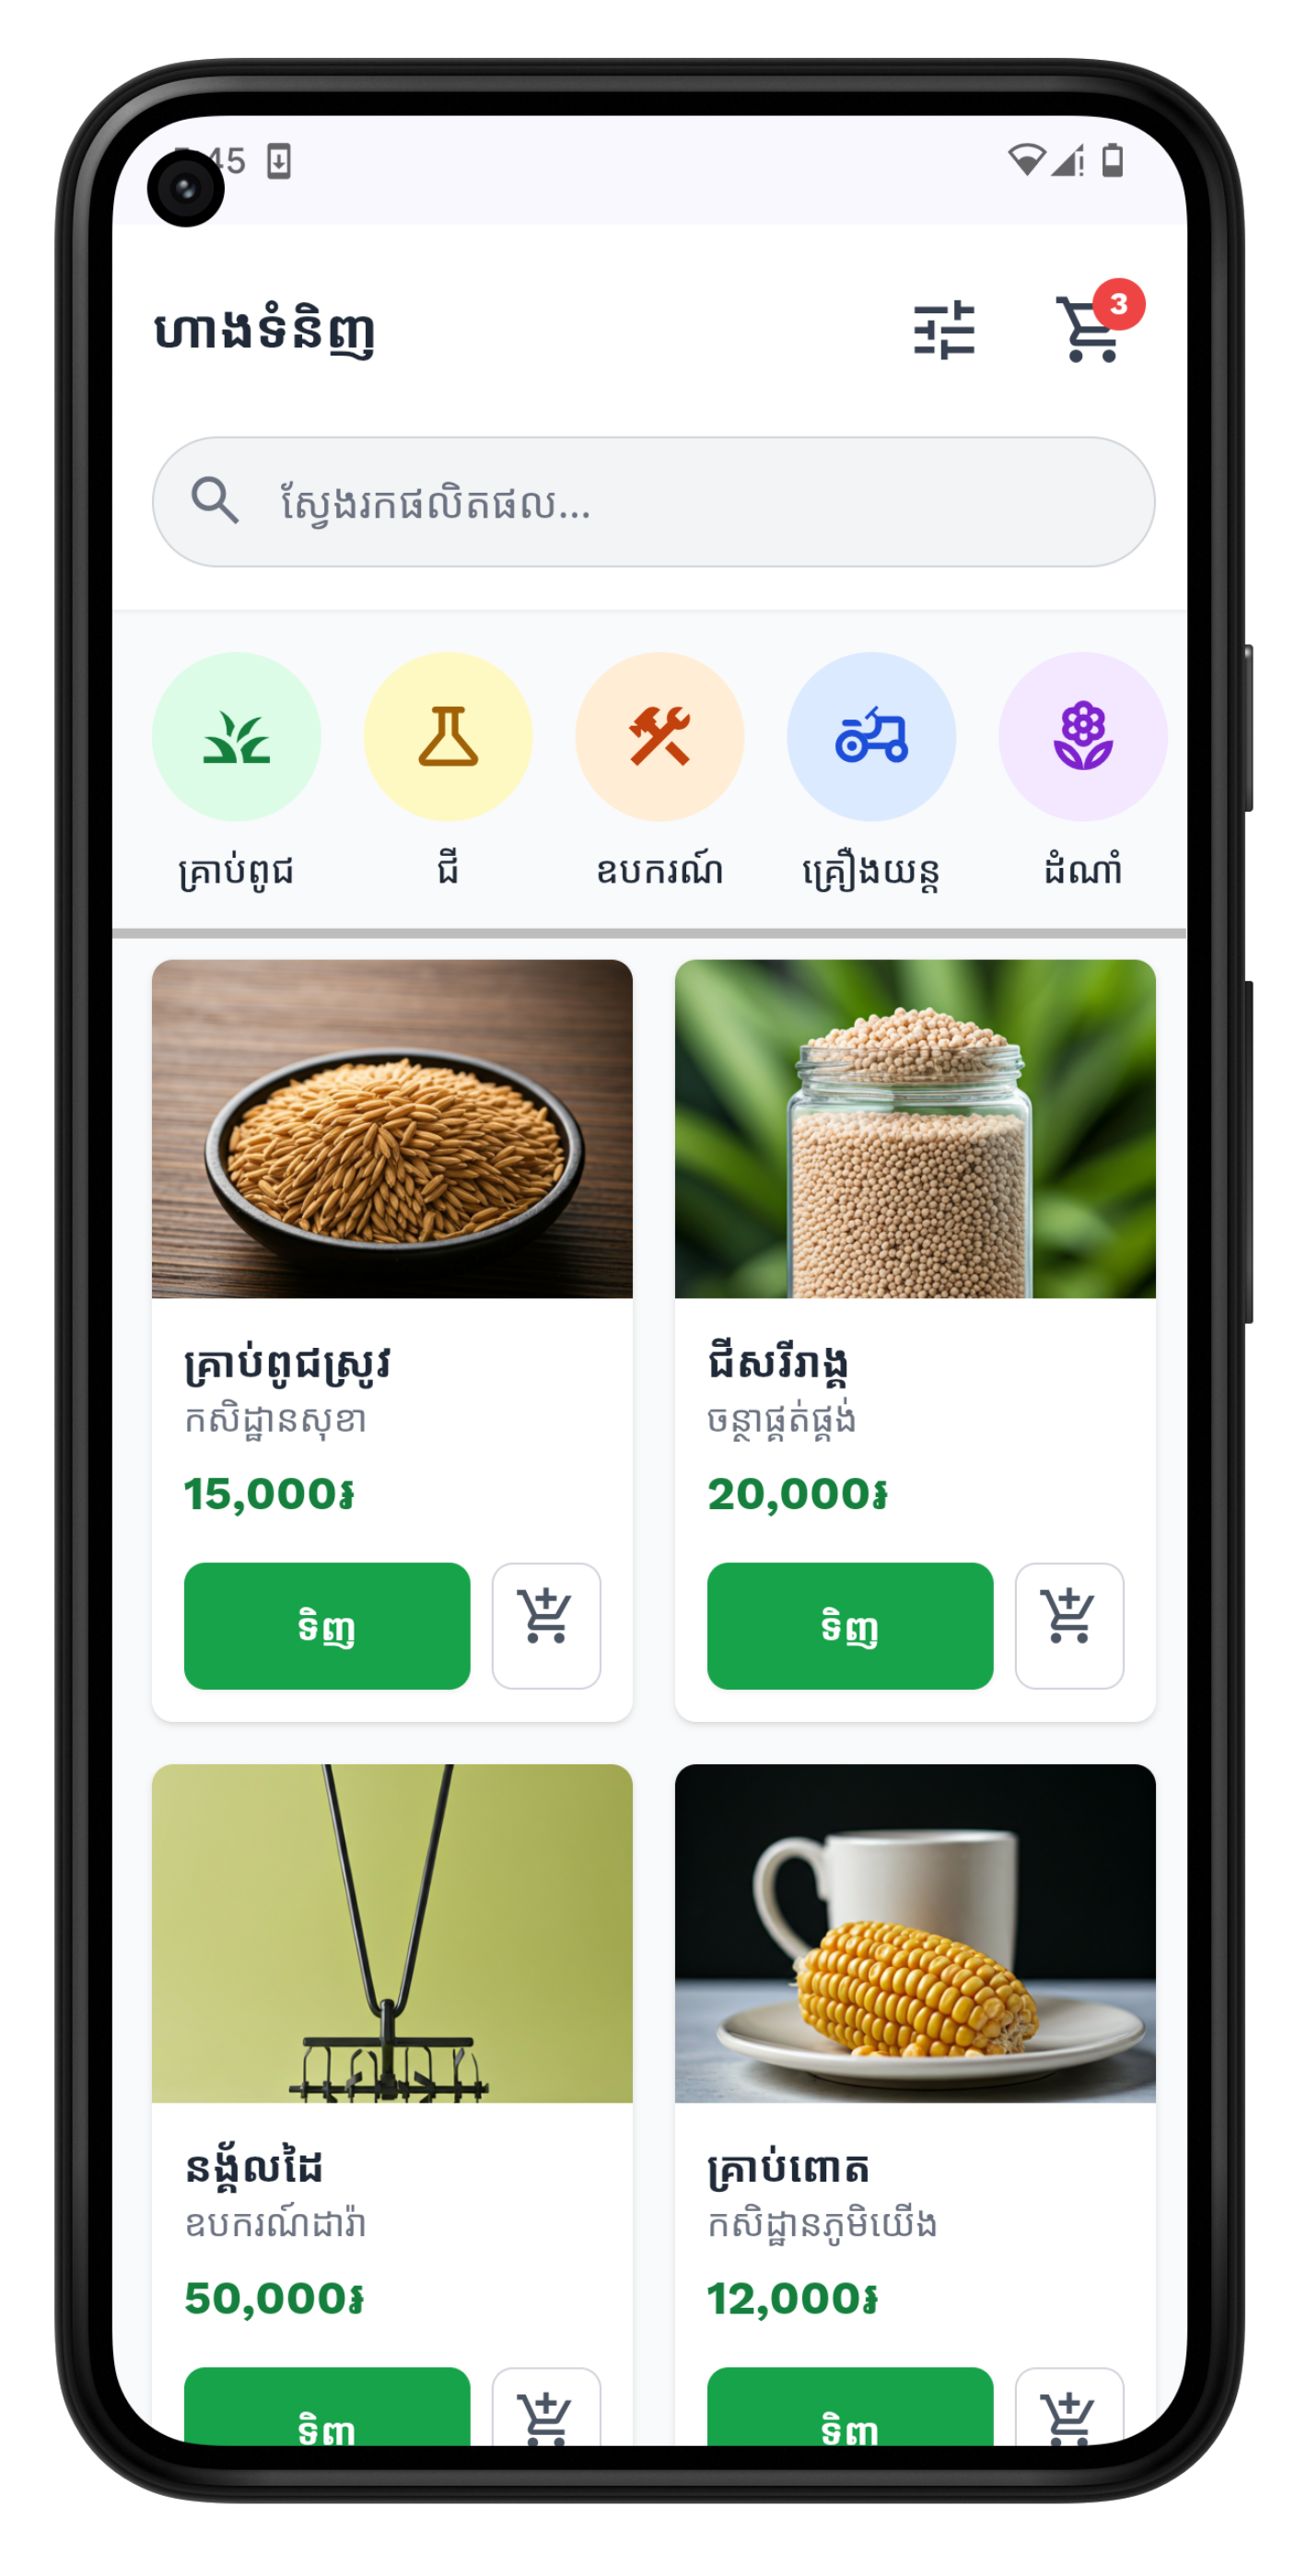 45
ហាងទំនិញ
3
ស្វែងរកផលិតផល...
គ្រាប់ពូជ
ជី
ឧបករណ៍
គ្រឿងយន្ត
ដំណាំ
គ្រាប់ពូជស្រូវ
កសិដ្ឋានសុខា
15,000៛
ទិញ
ជីសរីរាង្គ
ចន្ថាផ្គត់ផ្គង់
20,000៛
ទិញ
នង្គ័លដៃ
ឧបករណ៍ដារ៉ា
50,000៛
ទិញ
គ្រាប់ពោត
កសិដ្ឋានភូមិយើង
12,000៛
ទិញ